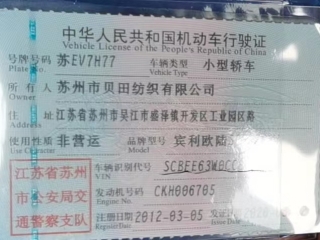 中华人民共和国机动车行驶证
Vehicle License of the People's Republic of China
号牌号码 苏EV7H77 车辆类型 小型轿车
Plate No. Vehicle Type
所有人 苏州市贝田纺织有限公司
Owner
住址 江苏省苏州市吴江市盛泽镇开发区工业园区路
Address
使用性质 非营运 品牌型号 宾利欧陆
Use Character
江苏省苏州
市公安局交
通警察支队
车辆识别代号 SCBEE63W0CC
VIN
发动机号码 CKH006705
Engine No.
注册日期 2012-03-05 发证日期
Register Date